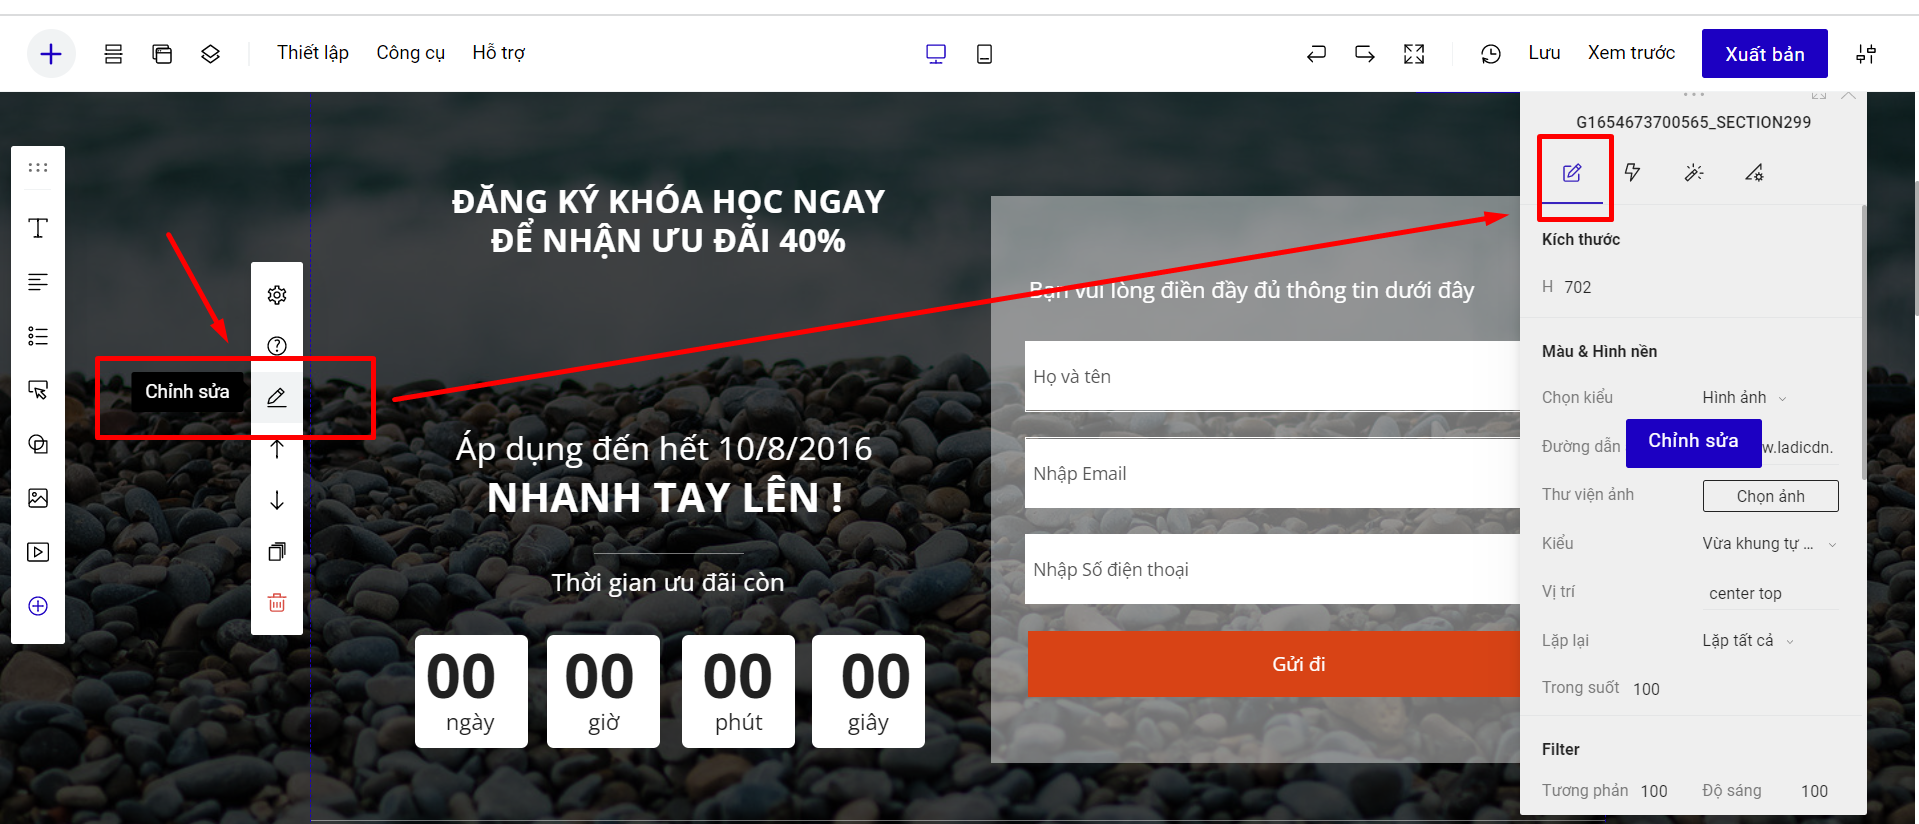 Thiết lập
Công cụ
Hỗ trợ
Lưu
Xem trước
Xuất bản
G1654673700565_SECTION299
ĐĂNG KÝ KHÓA HỌC NGAY
ĐỂ NHẬN ƯU ĐÃI 40%
Chỉnh sửa
Áp dụng đến hết 10/8/2016
NHANH TAY LÊN !
Thời gian ưu đãi còn
00
ngày
00
giờ
00
phút
00
giây
Bạn vui lòng điền đầy đủ thông tin dưới đây
Họ và tên
Nhập Email
Nhập Số điện thoại
Gửi đi
Kích thước
H 702
Màu & Hình nền
Chọn kiểu Hình ảnh
Đường dẫn w.ladicdn.
Chỉnh sửa
Thư viện ảnh Chọn ảnh
Kiểu Vừa khung tự ...
Vị trí center top
Lặp lại Lặp tất cả
Trong suốt 100
Filter
Tương phản 100 Độ sáng 100